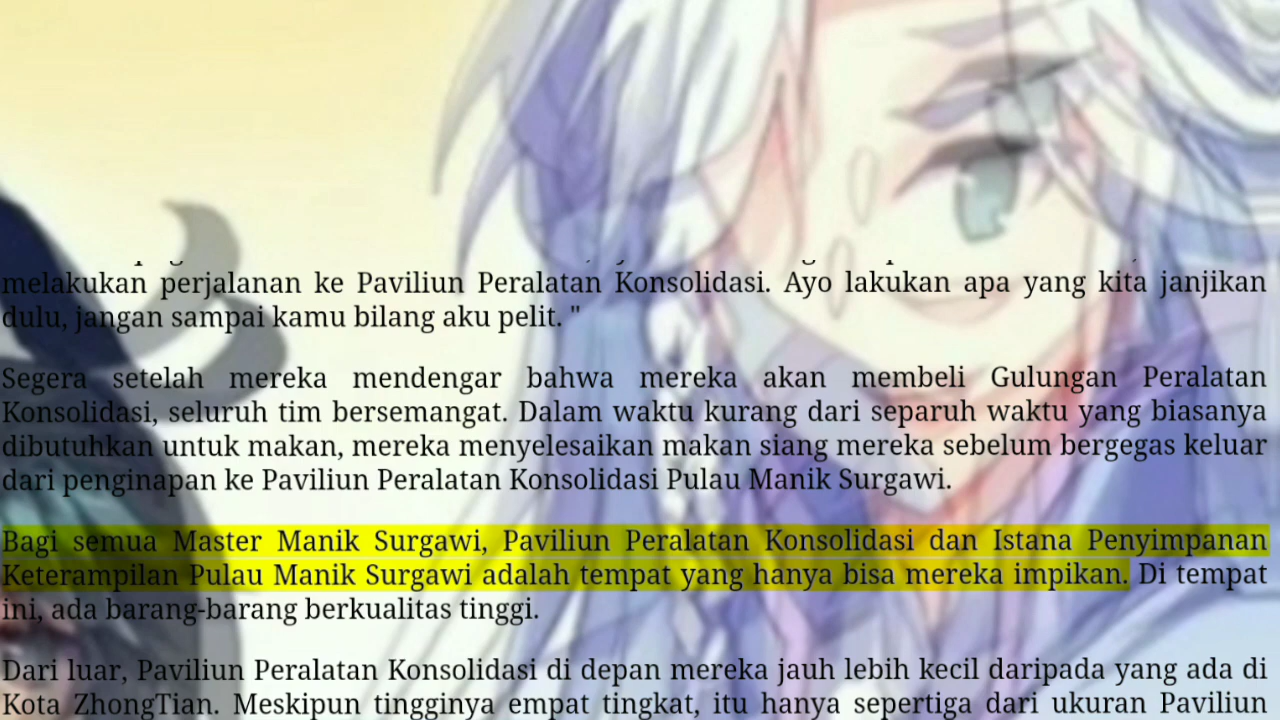 melakukan perjalanan ke Paviliun Peralatan Konsolidasi. Ayo lakukan apa yang kita janjikan
dulu, jangan sampai kamu bilang aku pelit. "
Segera setelah mereka mendengar bahwa mereka akan membeli Gulungan Peralatan
Konsolidasi, seluruh tim bersemangat. Dalam waktu kurang dari separuh waktu yang biasanya
dibutuhkan untuk makan, mereka menyelesaikan makan siang mereka sebelum bergegas keluar
dari penginapan ke Paviliun Peralatan Konsolidasi Pulau Manik Surgawi.
Bagi semua Master Manik Surgawi, Paviliun Peralatan Konsolidasi dan Istana Penyimpanan
Keterampilan Pulau Manik Surgawi adalah tempat yang hanya bisa mereka impikan. Di tempat
ini, ada barang-barang berkualitas tinggi.
Dari luar, Paviliun Peralatan Konsolidasi di depan mereka jauh lebih kecil daripada yang ada di
Kota ZhongTian. Meskipun tingginya empat tingkat, itu hanya sepertiga dari ukuran Paviliun